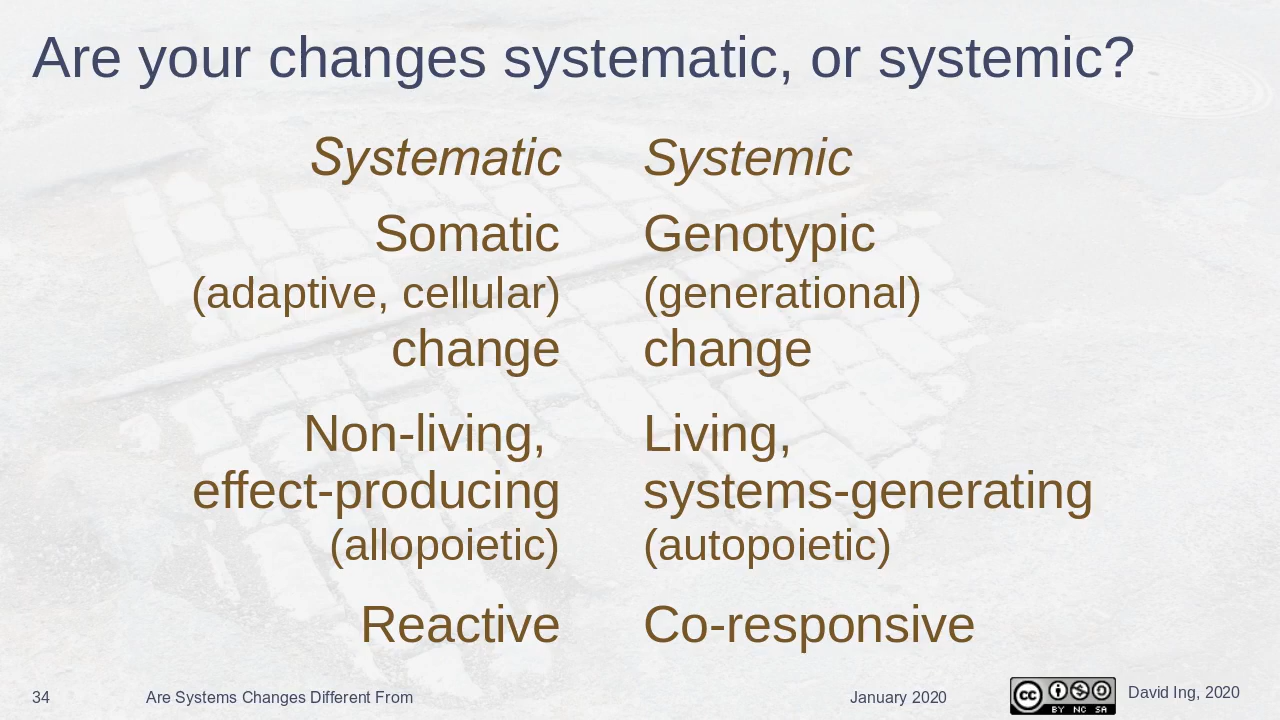 Are your changes systematic, or systemic?
Systematic
Somatic
(adaptive, cellular)
change
Non-living,
effect-producing
(allopoietic)
Reactive
Systemic
Genotypic
(generational)
change
Living,
systems-generating
(autopoietic)
Co-responsive
34
Are Systems Changes Different From
January 2020
cc
BY NC SA
David Ing, 2020